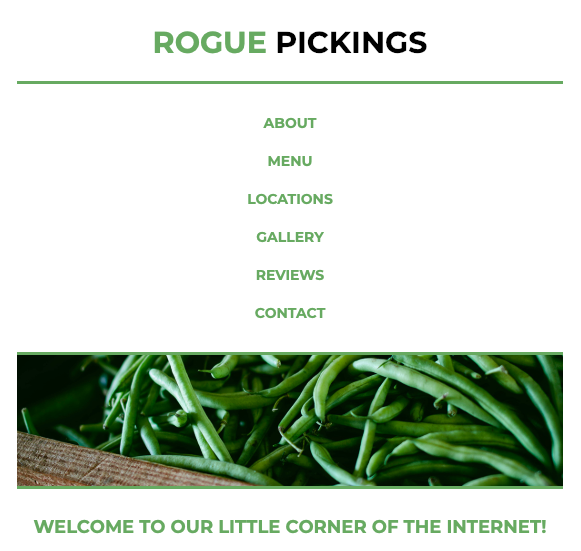 ROGUE PICKINGS
ABOUT
MENU
LOCATIONS
GALLERY
REVIEWS
CONTACT
WELCOME TO OUR LITTLE CORNER OF THE INTERNET!